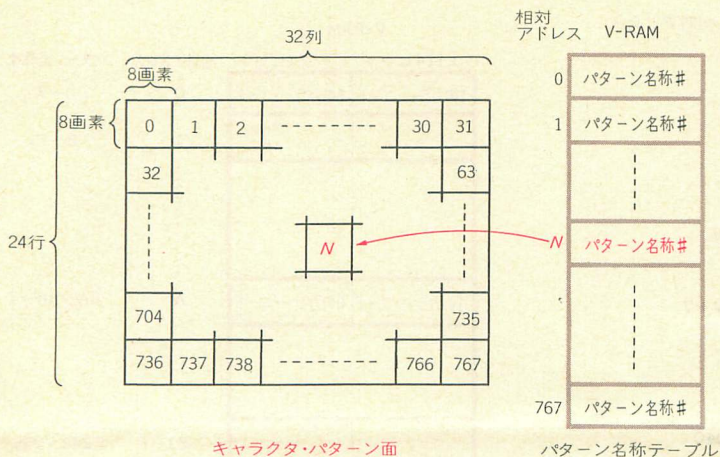 32列
8画素
8画素
24行
0 1 2 30 31
32 63
N
704 735
736 737 738 766 767
キャラクタ・パターン面
相対
アドレス V-RAM
0 パターン名称#
1 パターン名称#
N パターン名称#
767 パターン名称#
パターン名称テーブル